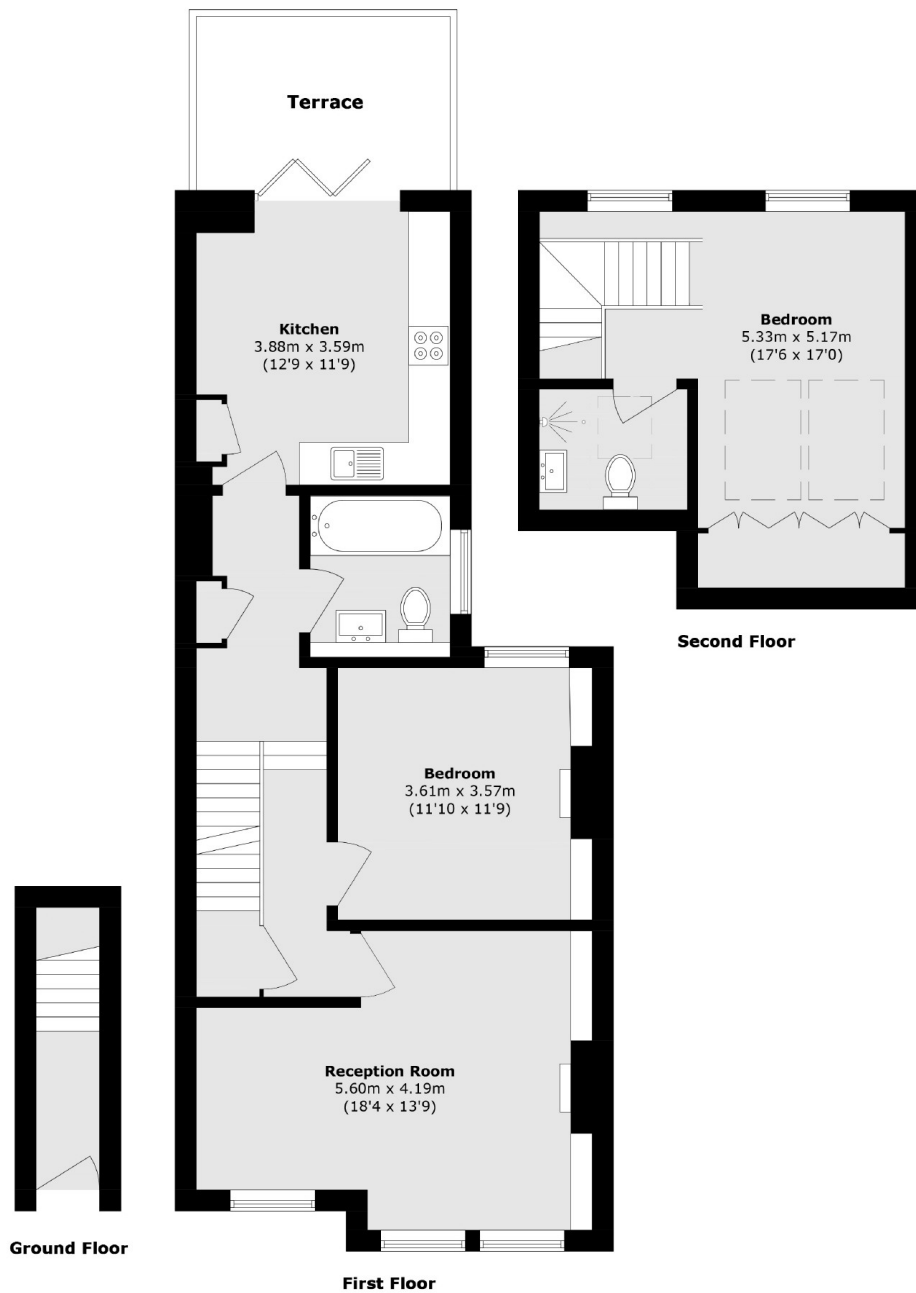 Terrace
Kitchen
3.88m x 3.59m
(12'9 x 11'9)
Bedroom
5.33m x 5.17m
(17'6 x 17'0)
Second Floor
Bedroom
3.61m x 3.57m
(11'10 x 11'9)
Reception Room
5.60m x 4.19m
(18'4 x 13'9)
Ground Floor
First Floor